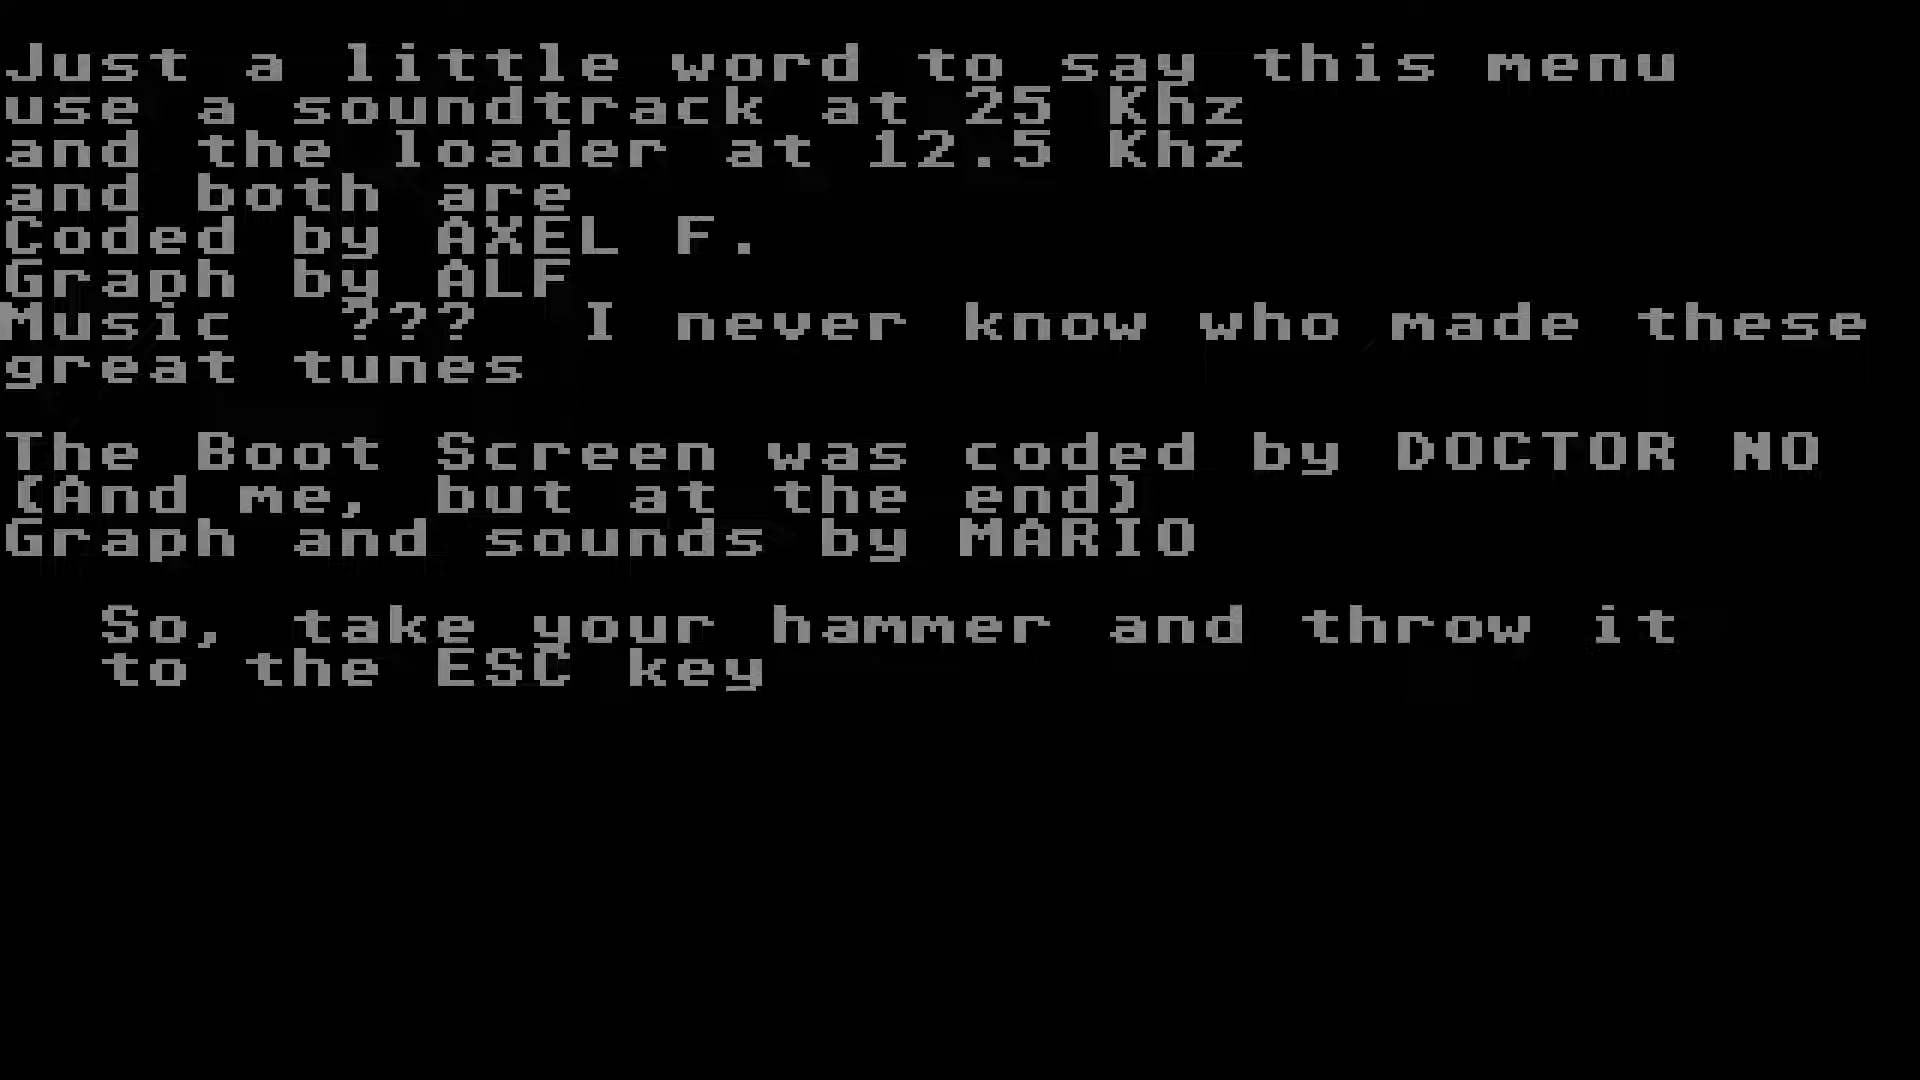 Just a little word to say this menu
use a soundtrack at 25 Khz
and the loader at 12.5 Khz
and both are
Coded by AXEL F.
Graph by ALF
Music  ???  I never know who made these
great tunes
The Boot Screen was coded by DOCTOR NO
(And me, but at the end)
Graph and sounds by MARIO
So, take your hammer and throw it
to the ESC key